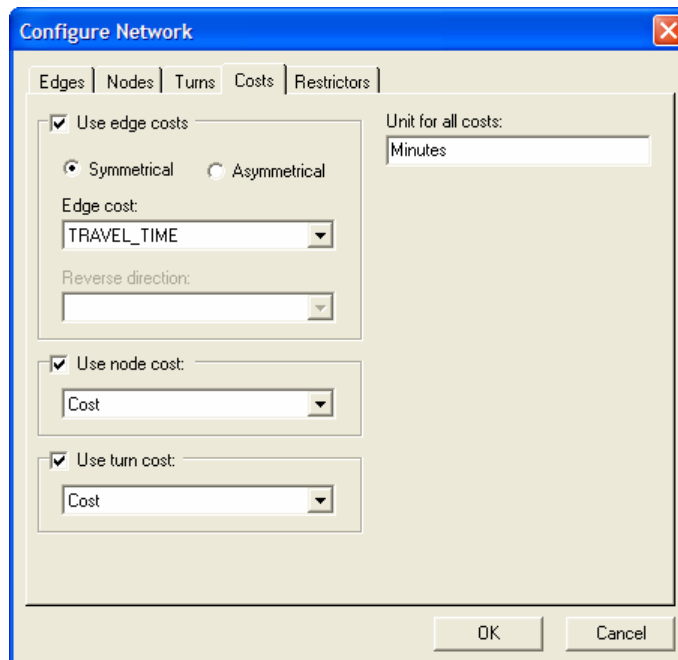 Configure Network
Edges Nodes Turns Costs Restrictors
Use edge costs
Symmetrical Asymmetrical
Edge cost:
TRAVEL_TIME
Reverse direction:
Use node cost:
Cost
Use turn cost:
Cost
Unit for all costs:
Minutes
OK Cancel